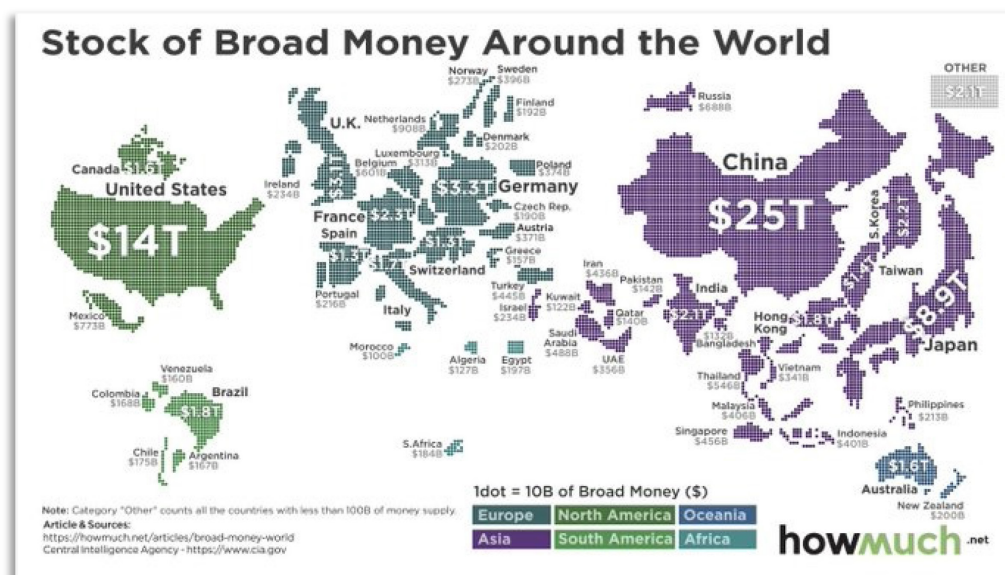 Stock of Broad Money Around the World
Norway
$273B
Sweden
$396B
OTHER
$2.1T
Russia
$688B
Finland
$192B
U.K.
Netherlands
$908B
Denmark
$202B
Canada
$1.6T
Luxembourg
$313B
Belgium
$601B
Poland
$374B
China
$25T
United States
$14T
Ireland
$234B
$3.3T
Germany
France
$2.3T
Czech Rep.
$190B
S.Korea
$2.2T
Spain
$1.3T
Austria
$371B
$1.3T
Switzerland
Greece
$157B
$1.7T
Italy
Portugal
$216B
Turkey
$445B
Israel
$234B
Iran
$436B
Kuwait
$122B
Pakistan
$142B
India
$2.1T
Qatar
$140B
Taiwan
$1.4T
Hong
Kong
$1.8T
$8.9T
Japan
Mexico
$773B
$132B
Bangladesh
Saudi
Arabia
$488B
UAE
$356B
Morocco
$100B
Algeria
$127B
Egypt
$197B
Venezuela
$160B
Colombia
$168B
Brazil
$1.8T
Thailand
$546B
Vietnam
$341B
Malaysia
$406B
Philippines
$213B
Singapore
$456B
Indonesia
$401B
S.Africa
$184B
Chile
$175B
Argentina
$167B
$1.6T
Australia
New Zealand
$200B
1dot = 10B of Broad Money ($)
Europe North America Oceania
Asia South America Africa
Note: Category "Other" counts all the countries with less than 100B of money supply.
Article & Sources:
https://howmuch.net/articles/broad-money-world
Central Intelligence Agency - https://www.cia.gov
howmuch.net